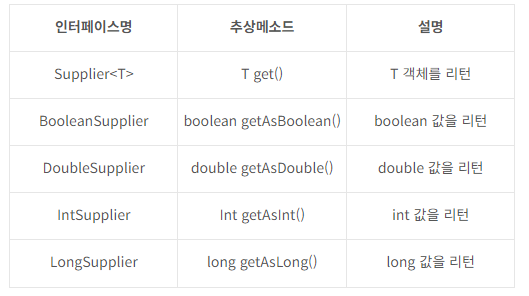 인터페이스명 추상메소드 설명
Supplier<T> T get() T 객체를 리턴
BooleanSupplier boolean getAsBoolean() boolean 값을 리턴
DoubleSupplier double getAsDouble() double 값을 리턴
IntSupplier Int getAsInt() int 값을 리턴
LongSupplier long getAsLong() long 값을 리턴